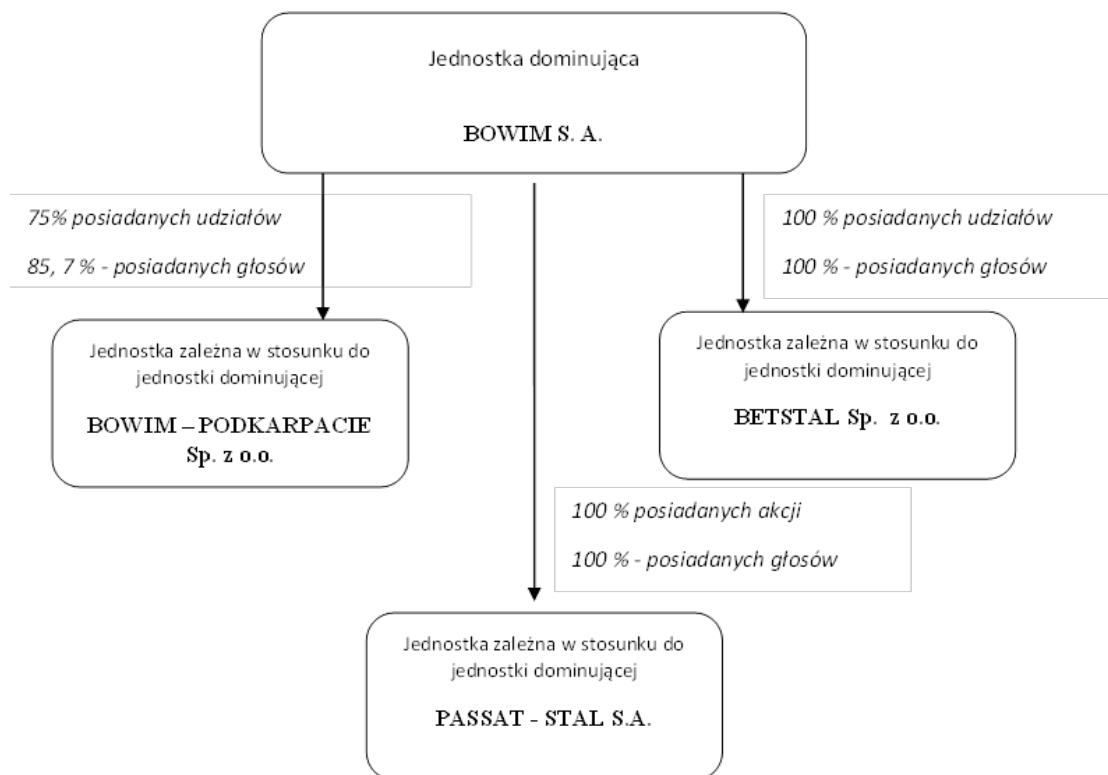 Jednostka dominująca
BOWIM S. A.
75% posiadanych udziałów
85, 7 % - posiadanych głosów
100 % posiadanych udziałów
100 % - posiadanych głosów
Jednostka zależna w stosunku do
jednostki dominującej
BOWIM – PODKARPACIE
Sp. z o.o.
Jednostka zależna w stosunku do
jednostki dominującej
BETSTAL Sp. z o.o.
100 % posiadanych akcji
100 % - posiadanych głosów
Jednostka zależna w stosunku do
jednostki dominującej
PASSAT - STAL S.A.